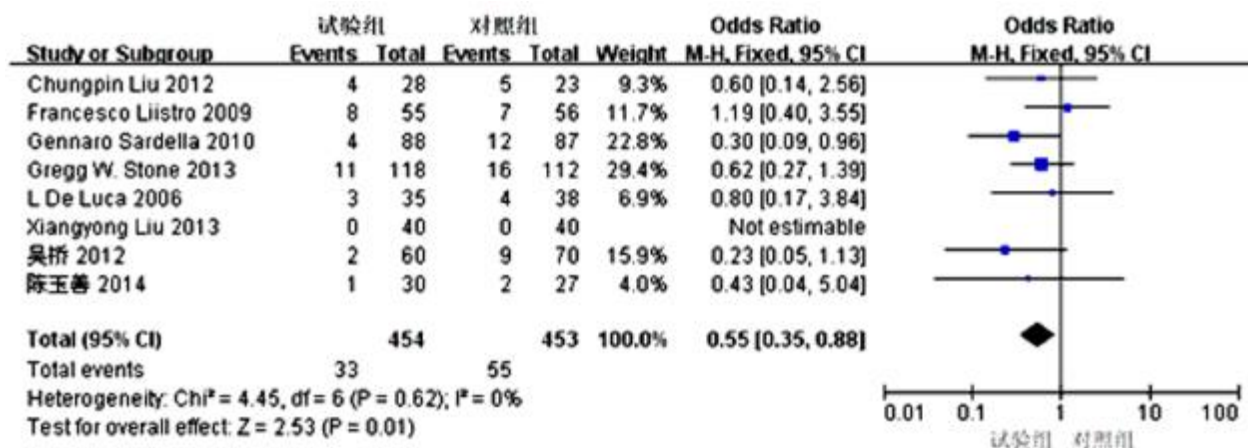 试验组 对照组 Odds Ratio Odds Ratio
Study or Subgroup Events Total Events Total Weight M-H, Fixed, 95% CI M-H, Fixed, 95% CI
Chungpin Liu 2012 4 28 5 23 9.3% 0.60 [0.14, 2.56]
Francesco Liistro 2009 8 55 7 56 11.7% 1.19 [0.40, 3.55]
Gennaro Sardella 2010 4 88 12 87 22.8% 0.30 [0.09, 0.96]
Gregg W. Stone 2013 11 118 16 112 29.4% 0.62 [0.27, 1.39]
L De Luca 2006 3 35 4 38 6.9% 0.80 [0.17, 3.84]
Xiangyong Liu 2013 0 40 0 40 Not estimable
吴挢 2012 2 60 9 70 15.9% 0.23 [0.05, 1.13]
陈玉善 2014 1 30 2 27 4.0% 0.43 [0.04, 5.04]
Total (95% CI) 454 453 100.0% 0.55 [0.35, 0.88]
Total events 33 55
Heterogeneity: Chi² = 4.45, df = 6 (P = 0.62); I² = 0%
Test for overall effect: Z = 2.53 (P = 0.01)
0.01 0.1 1 10 100
试验组 对照组